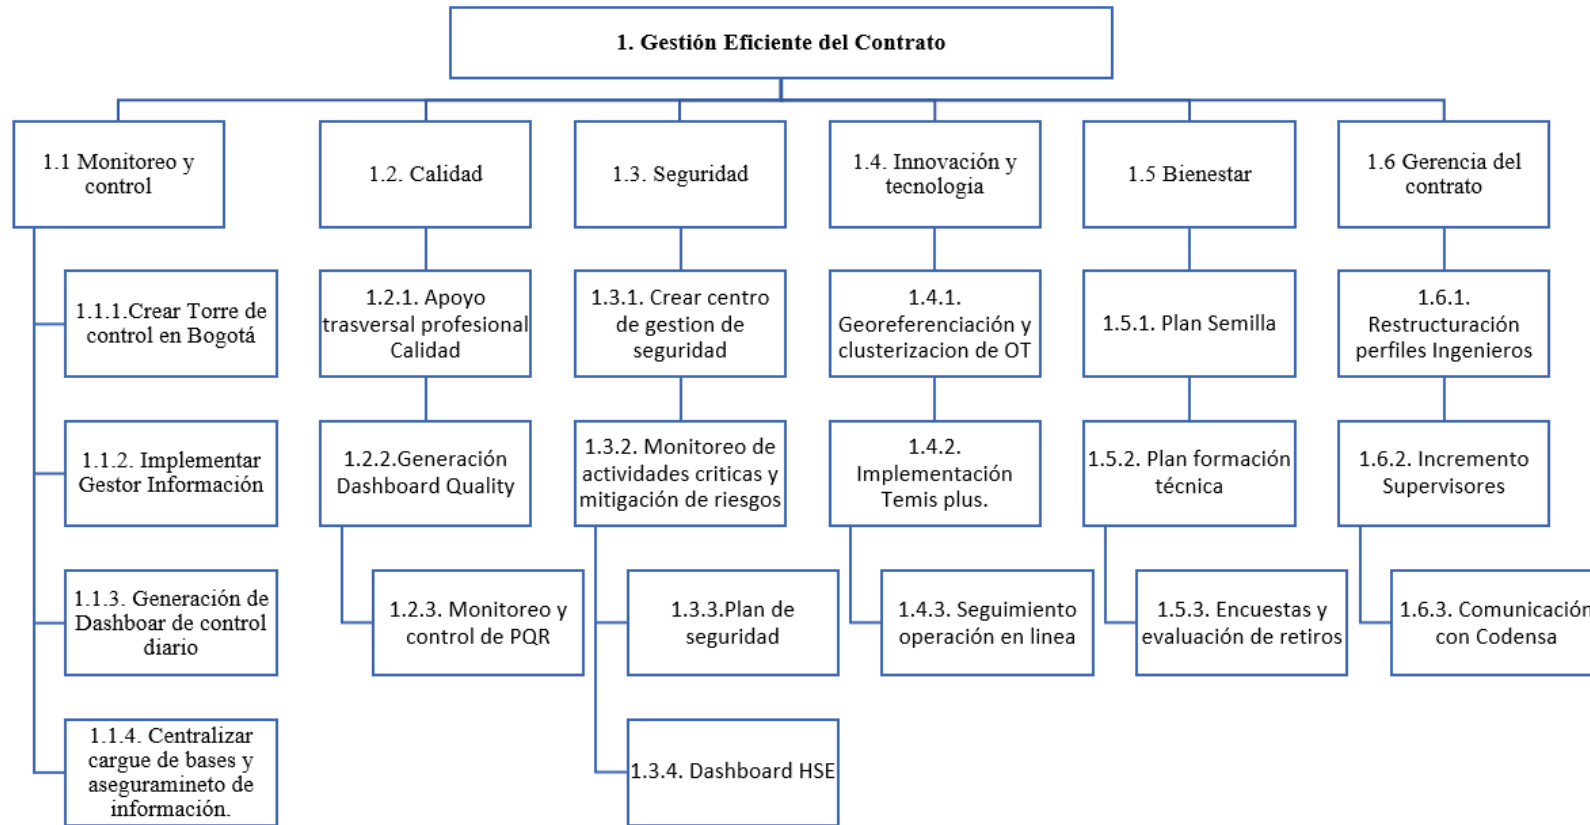 1. Gestión Eficiente del Contrato
1.1 Monitoreo y
control
1.2. Calidad
1.3. Seguridad
1.4. Innovación y
tecnologia
1.5 Bienestar
1.6 Gerencia del
contrato
1.1.1.Crear Torre de
control en Bogotá
1.2.1. Apoyo
trasversal profesional
Calidad
1.3.1. Crear centro
de gestion de
seguridad
1.4.1.
Georeferenciación y
clusterizacion de OT
1.5.1. Plan Semilla
1.6.1.
Restructuración
perfiles Ingenieros
1.1.2. Implementar
Gestor Información
1.2.2.Generación
Dashboard Quality
1.3.2. Monitoreo de
actividades criticas y
mitigación de riesgos
1.4.2.
Implementación
Temis plus.
1.5.2. Plan formación
técnica
1.6.2. Incremento
Supervisores
1.1.3. Generación de
Dashboar de control
diario
1.2.3. Monitoreo y
control de PQR
1.3.3.Plan de
seguridad
1.4.3. Seguimiento
operación en linea
1.5.3. Encuestas y
evaluación de retiros
1.6.3. Comunicación
con Codensa
1.1.4. Centralizar
cargue de bases y
aseguramineto de
información.
1.3.4. Dashboard HSE